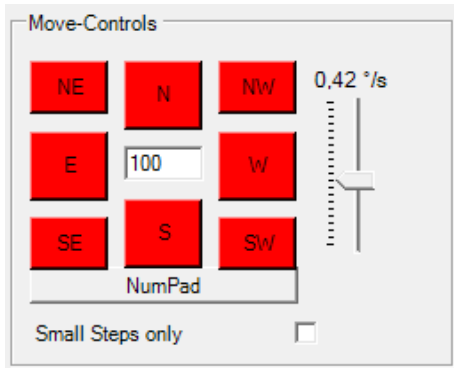 Move-Controls
NE N NW 0,42 °/s
E 100 W
SE S SW
NumPad
Small Steps only